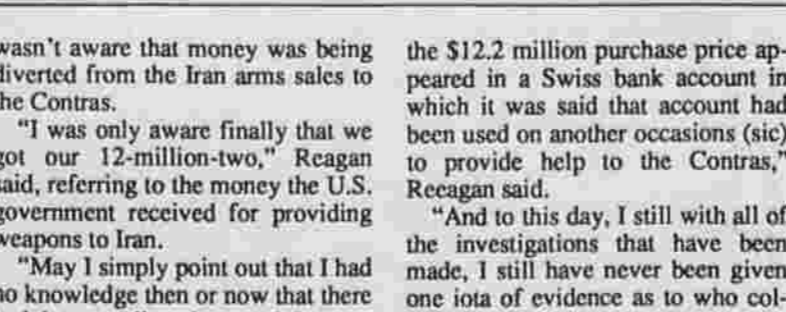 wasn't aware that money was being
diverted from the Iran arms sales to
the Contras.
"I was only aware finally that we
got our 12-million-two," Reagan
said, referring to the money the U.S.
government received for providing
weapons to Iran.
"May I simply point out that I had
no knowledge then or now that there
the $12.2 million purchase price ap-
peared in a Swiss bank account in
which it was said that account had
been used on another occasions (sic)
to provide help to the Contras,"
Reeagan said.
"And to this day, I still with all of
the investigations that have been
made, I still have never been given
one iota of evidence as to who col-